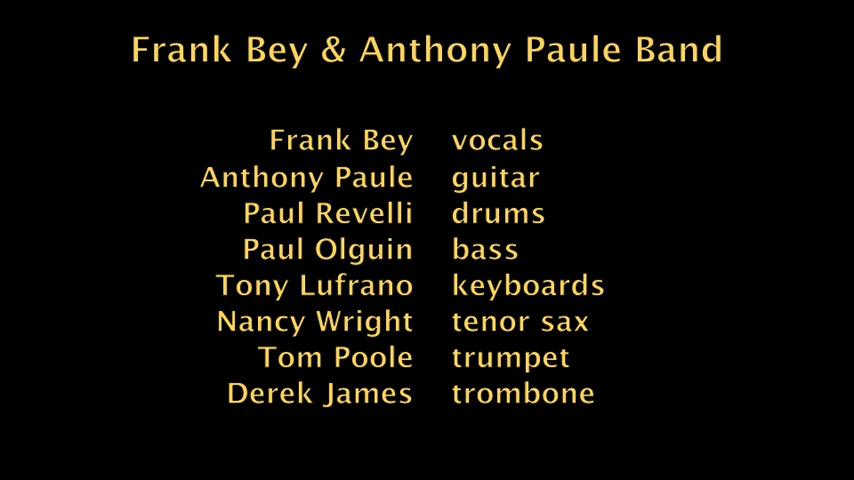 Frank Bey & Anthony Paule Band
Frank Bey vocals
Anthony Paule guitar
Paul Revelli drums
Paul Olguin bass
Tony Lufrano keyboards
Nancy Wright tenor sax
Tom Poole trumpet
Derek James trombone